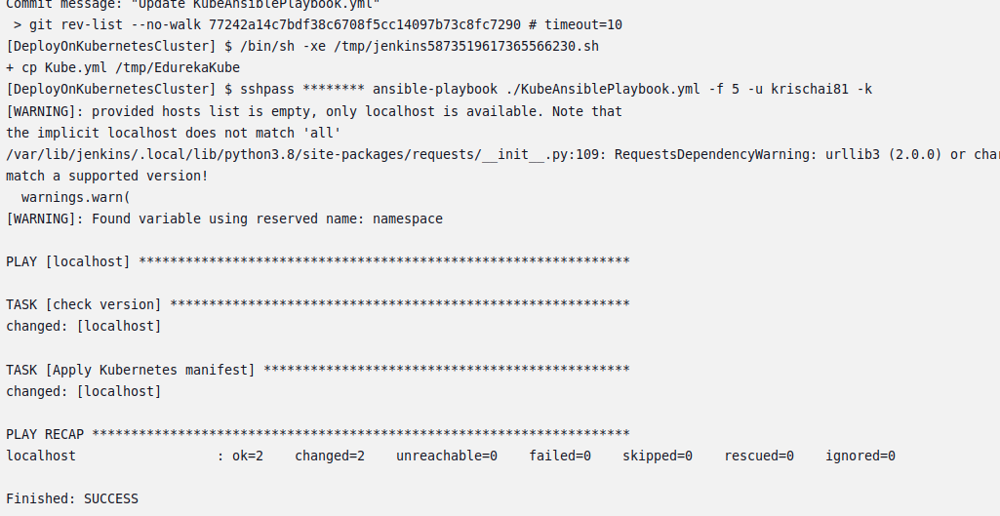 Commit message: "Update KubeAnsiblePlaybook.yml"
 > git rev-list --no-walk 77242a14c7bdf38c6708f5cc14097b73c8fc7290 # timeout=10
[DeployOnKubernetesCluster] $ /bin/sh -xe /tmp/jenkins5873519617365566230.sh
+ cp Kube.yml /tmp/EdurekaKube
[DeployOnKubernetesCluster] $ sshpass ******** ansible-playbook ./KubeAnsiblePlaybook.yml -f 5 -u krischai81 -k
[WARNING]: provided hosts list is empty, only localhost is available. Note that
the implicit localhost does not match 'all'
/var/lib/jenkins/.local/lib/python3.8/site-packages/requests/__init__.py:109: RequestsDependencyWarning: urllib3 (2.0.0) or
match a supported version!
  warnings.warn(
[WARNING]: Found variable using reserved name: namespace
PLAY [localhost] ***************************************************************
TASK [check version] ***********************************************************
changed: [localhost]
TASK [Apply Kubernetes manifest] ***********************************************
changed: [localhost]
PLAY RECAP *********************************************************************
localhost                  : ok=2    changed=2    unreachable=0    failed=0    skipped=0    rescued=0    ignored=0
Finished: SUCCESS